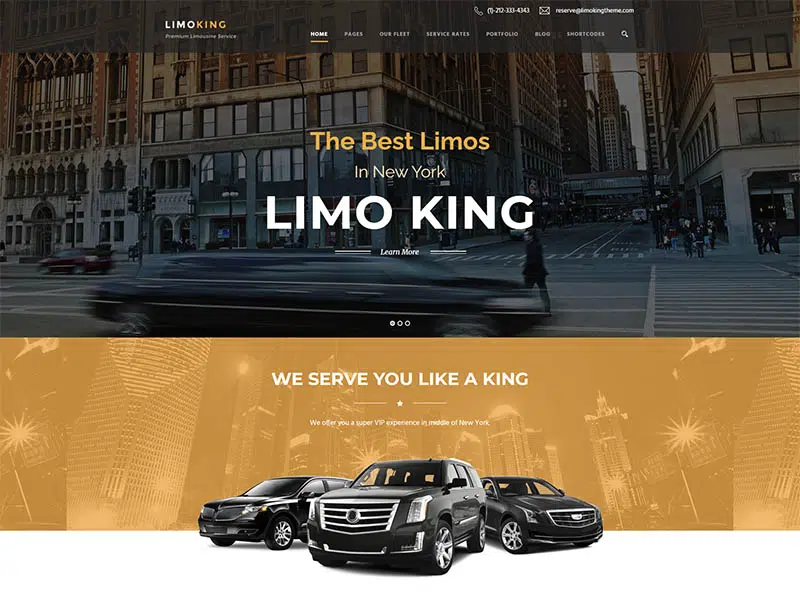 (1)-212-333-4343 reserve@limokingtheme.com
LIMOKING
Premium Limousine Service
HOME PAGES OUR FLEET SERVICE RATES PORTFOLIO BLOG SHORTCODES
The Best Limos
In New York
LIMO KING
Learn More
WE SERVE YOU LIKE A KING
We offer you a super VIP experience in middle of New York.